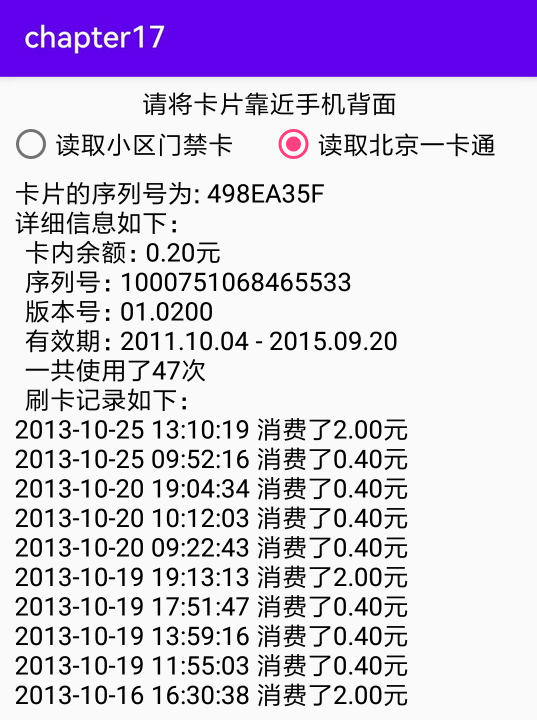 chapter17
请将卡片靠近手机背面
读取小区门禁卡 读取北京一卡通
卡片的序列号为: 498EA35F
详细信息如下：
卡内余额：0.20元
序列号：1000751068465533
版本号：01.0200
有效期：2011.10.04 - 2015.09.20
一共使用了47次
刷卡记录如下：
2013-10-25 13:10:19 消费了2.00元
2013-10-25 09:52:16 消费了0.40元
2013-10-20 19:04:34 消费了0.40元
2013-10-20 10:12:03 消费了0.40元
2013-10-20 09:22:43 消费了0.40元
2013-10-19 19:13:13 消费了2.00元
2013-10-19 17:51:47 消费了0.40元
2013-10-19 13:59:16 消费了0.40元
2013-10-19 11:55:03 消费了0.40元
2013-10-16 16:30:38 消费了2.00元